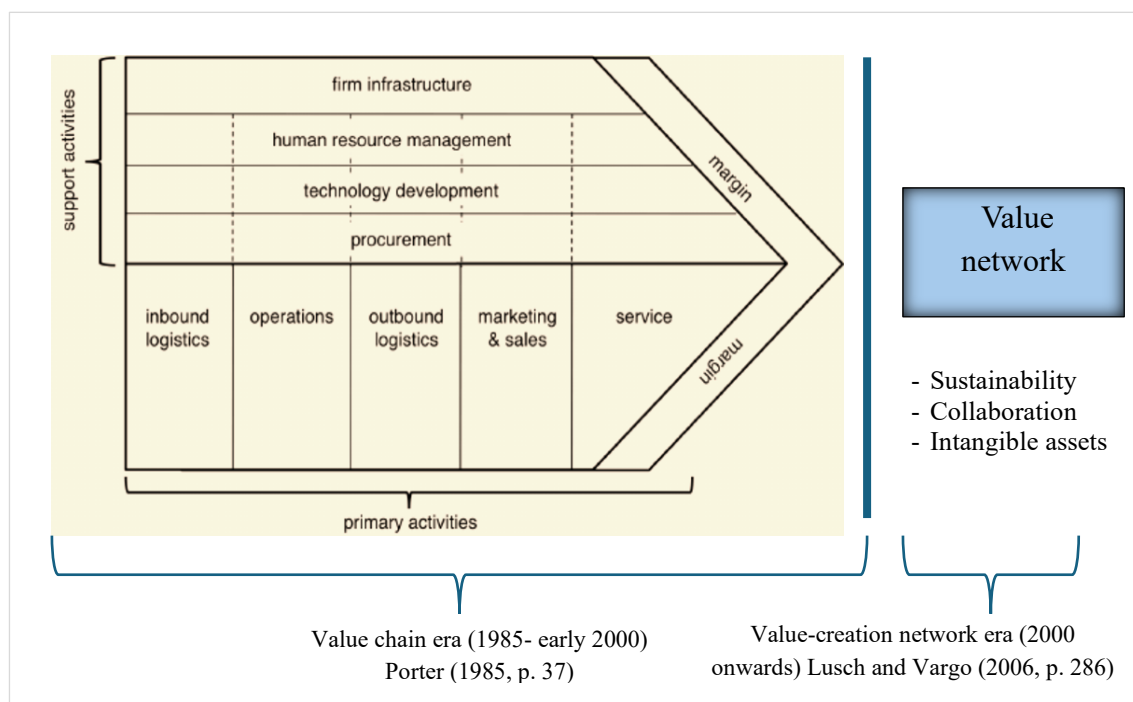 support activities
firm infrastructure
human resource management
technology development
procurement
inbound
logistics
operations
outbound
logistics
marketing
& sales
service
margin
margin
primary activities
Value
network
- Sustainability
- Collaboration
- Intangible assets
Value chain era (1985- early 2000)
Porter (1985, p. 37)
Value-creation network era (2000
onwards) Lusch and Vargo (2006, p. 286)